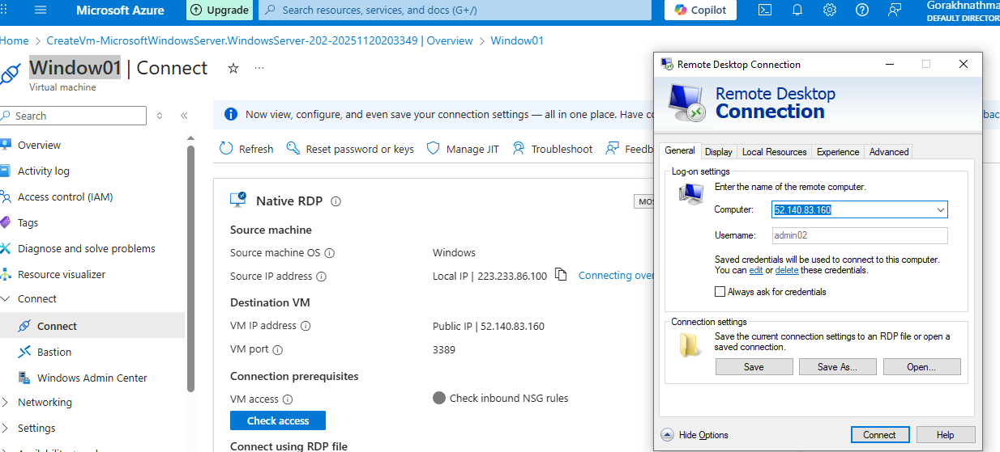 Microsoft Azure
Upgrade
Search resources, services, and docs (G+/)
Copilot
Gorakhnathma
DEFAULT DIRECTOR
Home > CreateVm-MicrosoftWindowsServer.WindowsServer-202-20251120203349 | Overview > Window01
Window01 | Connect
Virtual machine
Search
Overview
Activity log
Access control (IAM)
Tags
Diagnose and solve problems
Resource visualizer
Connect
Connect
Bastion
Windows Admin Center
Networking
Settings
Now view, configure, and even save your connection settings — all in one place. Have
Refresh
Reset password or keys
Manage JIT
Troubleshoot
Feedb
Native RDP
MOS
Source machine
Source machine OS Windows
Source IP address Local IP | 223.233.86.100 Connecting over
Destination VM
VM IP address Public IP | 52.140.83.160
VM port 3389
Connection prerequisites
VM access Check inbound NSG rules
Check access
Connect using RDP file
Remote Desktop Connection
Remote Desktop
Connection
General Display Local Resources Experience Advanced
Log-on settings
Enter the name of the remote computer.
Computer: 52.140.83.160
Username: admin02
Saved credentials will be used to connect to this computer.
You can edit or delete these credentials.
Always ask for credentials
Connection settings
Save the current connection settings to an RDP file or open a
saved connection.
Save Save As... Open...
Hide Options
Connect Help